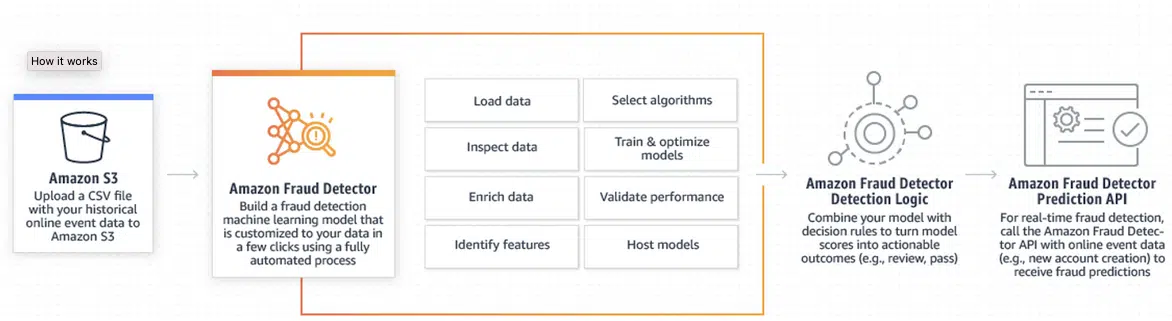 How it works
Amazon S3
Upload a CSV file
with your historical
online event data to
Amazon S3
Amazon Fraud Detector
Build a fraud detection
machine learning model that
is customized to your data in
a few clicks using a fully
automated process
Load data
Select algorithms
Inspect data
Train & optimize
models
Enrich data
Validate performance
Identify features
Host models
Amazon Fraud Detector
Detection Logic
Combine your model with
decision rules to turn model
scores into actionable
outcomes (e.g., review, pass)
Amazon Fraud Detector
Prediction API
For real-time fraud detection,
call the Amazon Fraud Detec-
tor API with online event data
(e.g., new account creation) to
receive fraud predictions